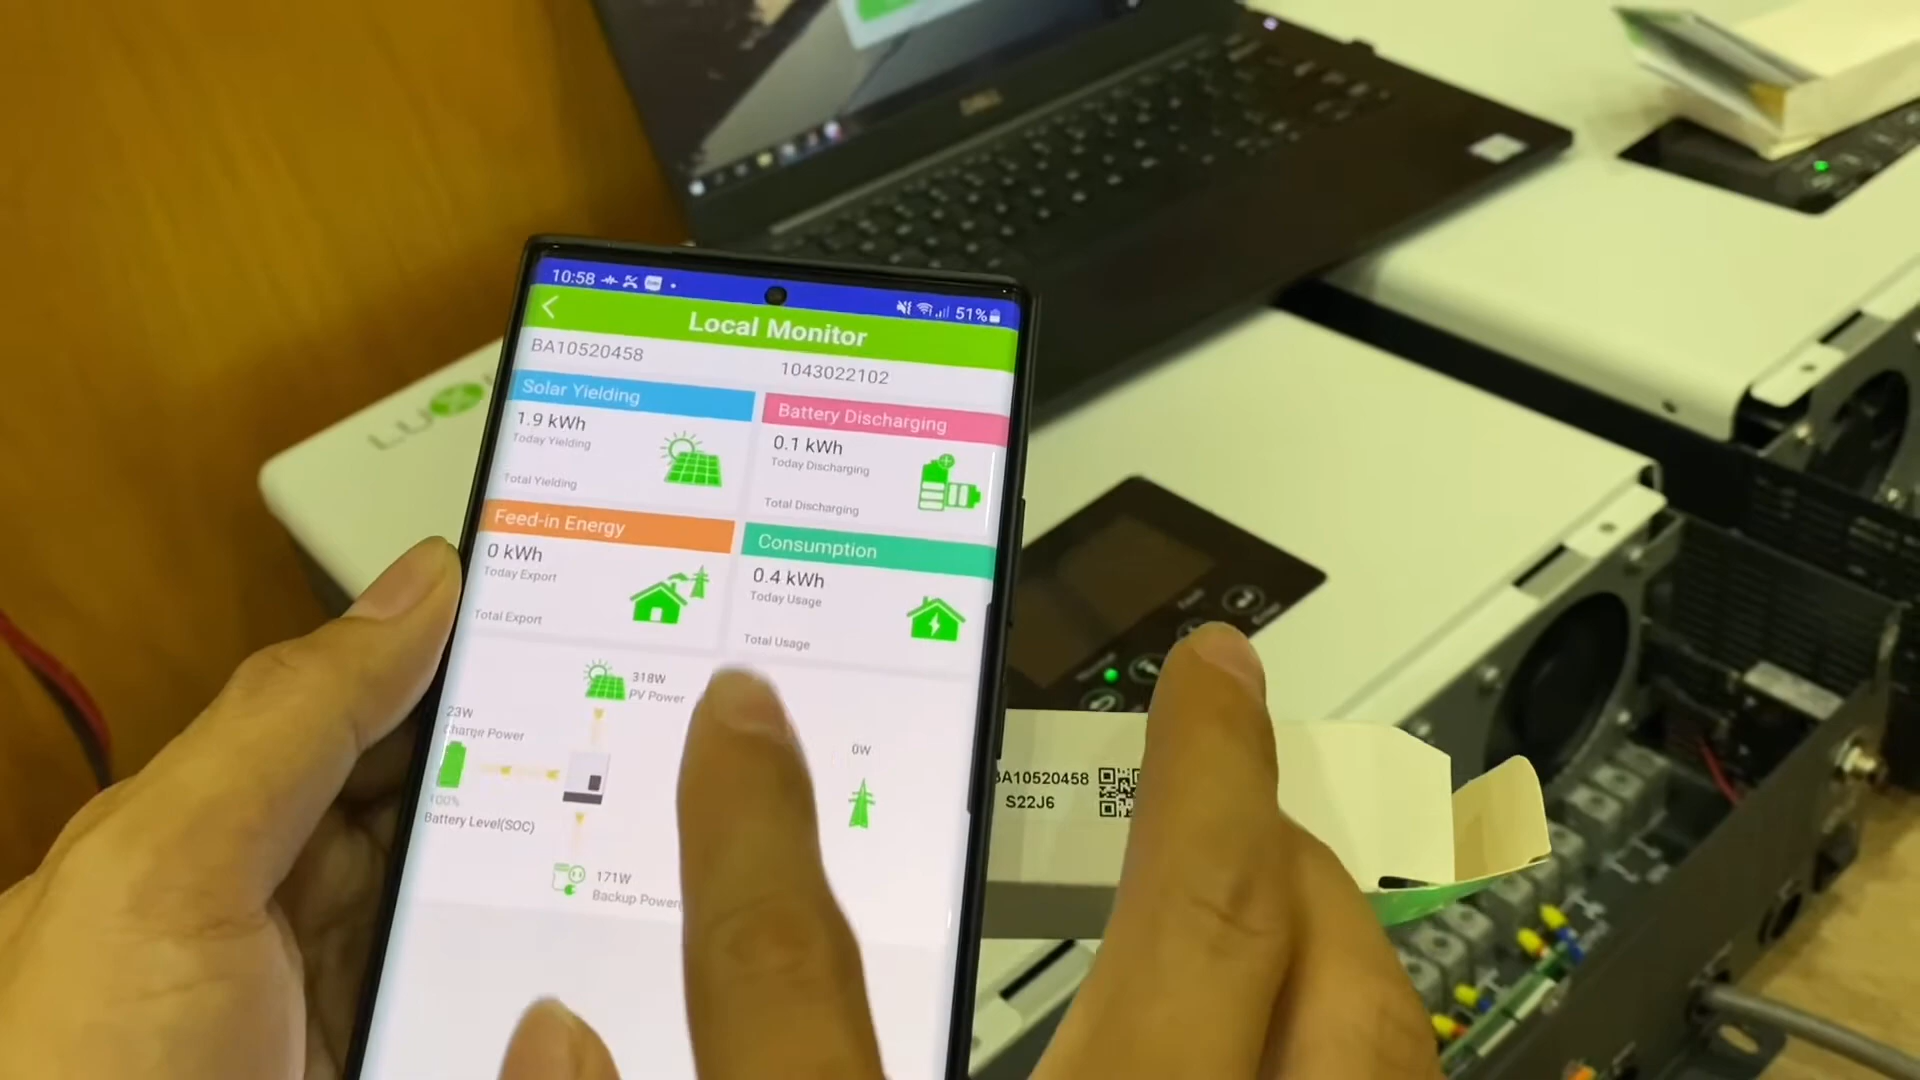 DELL
LUX
10:58
51%
Local Monitor
BA10520458
1043022102
Solar Yielding
1.9 kWh
Today Yielding
Total Yielding
Battery Discharging
0.1 kWh
Today Discharging
Total Discharging
Feed-in Energy
0 kWh
Today Export
Total Export
Consumption
0.4 kWh
Today Usage
Total Usage
318W
PV Power
23W
Charge Power
0W
100%
Battery Level(SOC)
171W
Backup Power(
BA10520458
S22J6